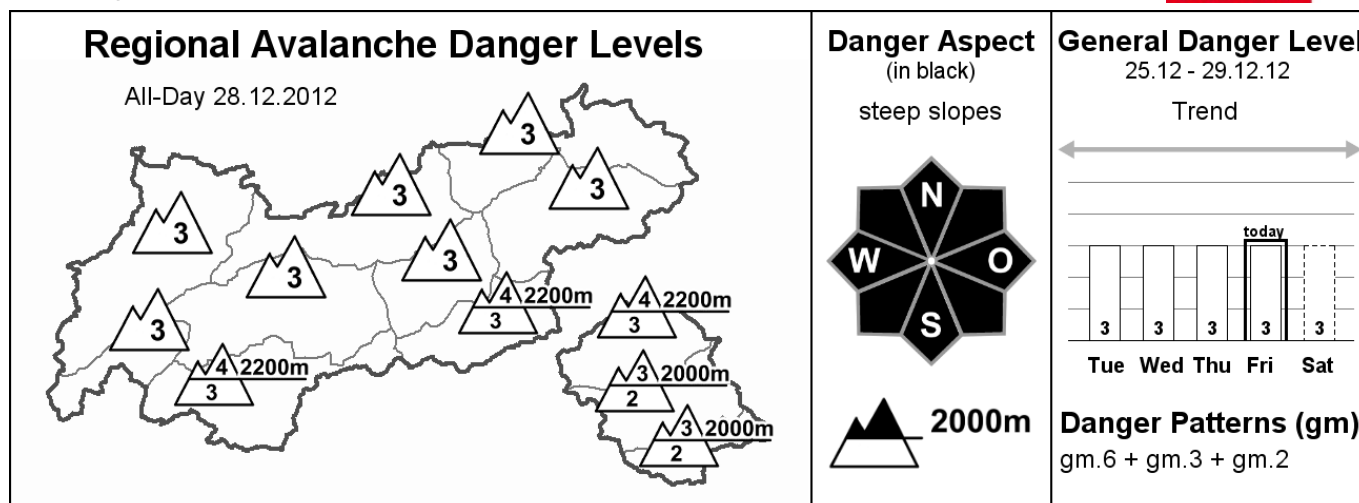 Regional Avalanche Danger Levels
All-Day 28.12.2012
3
3
3
3
3
3
3
4 2200m
3
4 2200m
3
4 2200m
3
3 2000m
2
3 2000m
2
Danger Aspect
(in black)
steep slopes
N
W O
S
2000m
General Danger Level
25.12 - 29.12.12
Trend
today
3 3 3 3 3
Tue Wed Thu Fri Sat
Danger Patterns (gm)
gm.6 + gm.3 + gm.2